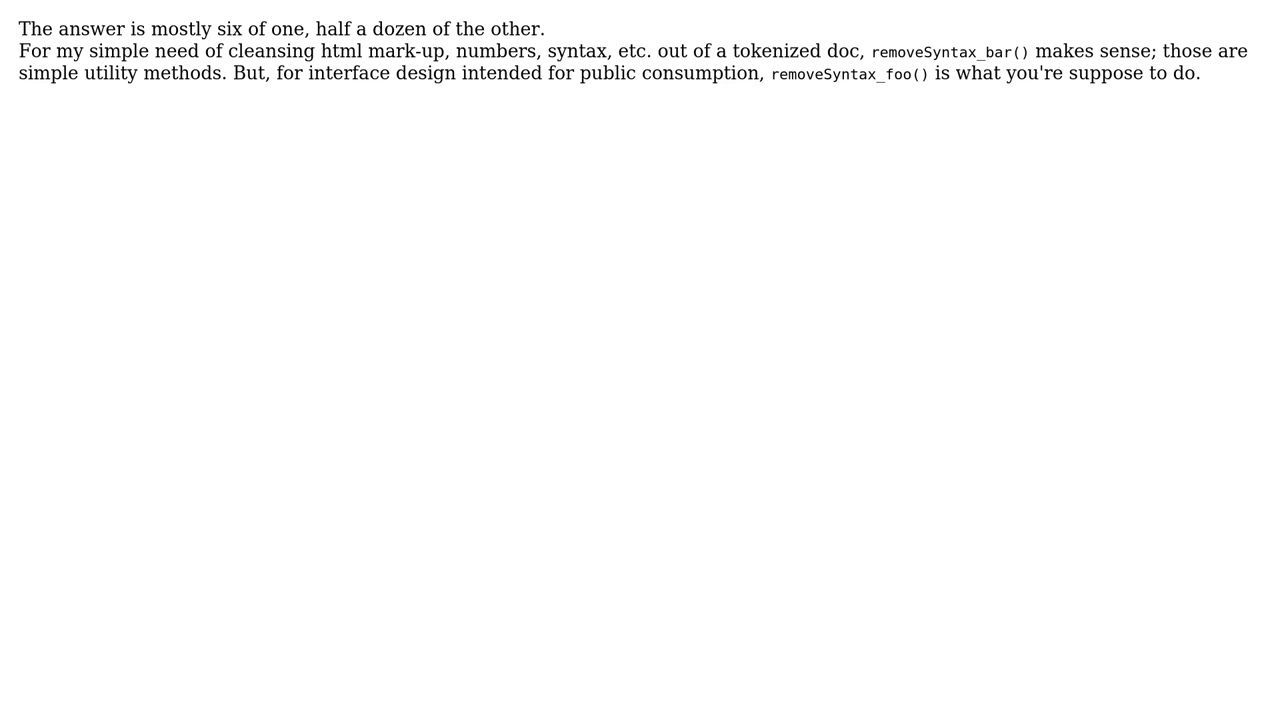 The answer is mostly six of one, half a dozen of the other.
For my simple need of cleansing html mark-up, numbers, syntax, etc. out of a tokenized doc, removeSyntax_bar() makes sense; those are
simple utility methods. But, for interface design intended for public consumption, removeSyntax_foo() is what you're suppose to do.